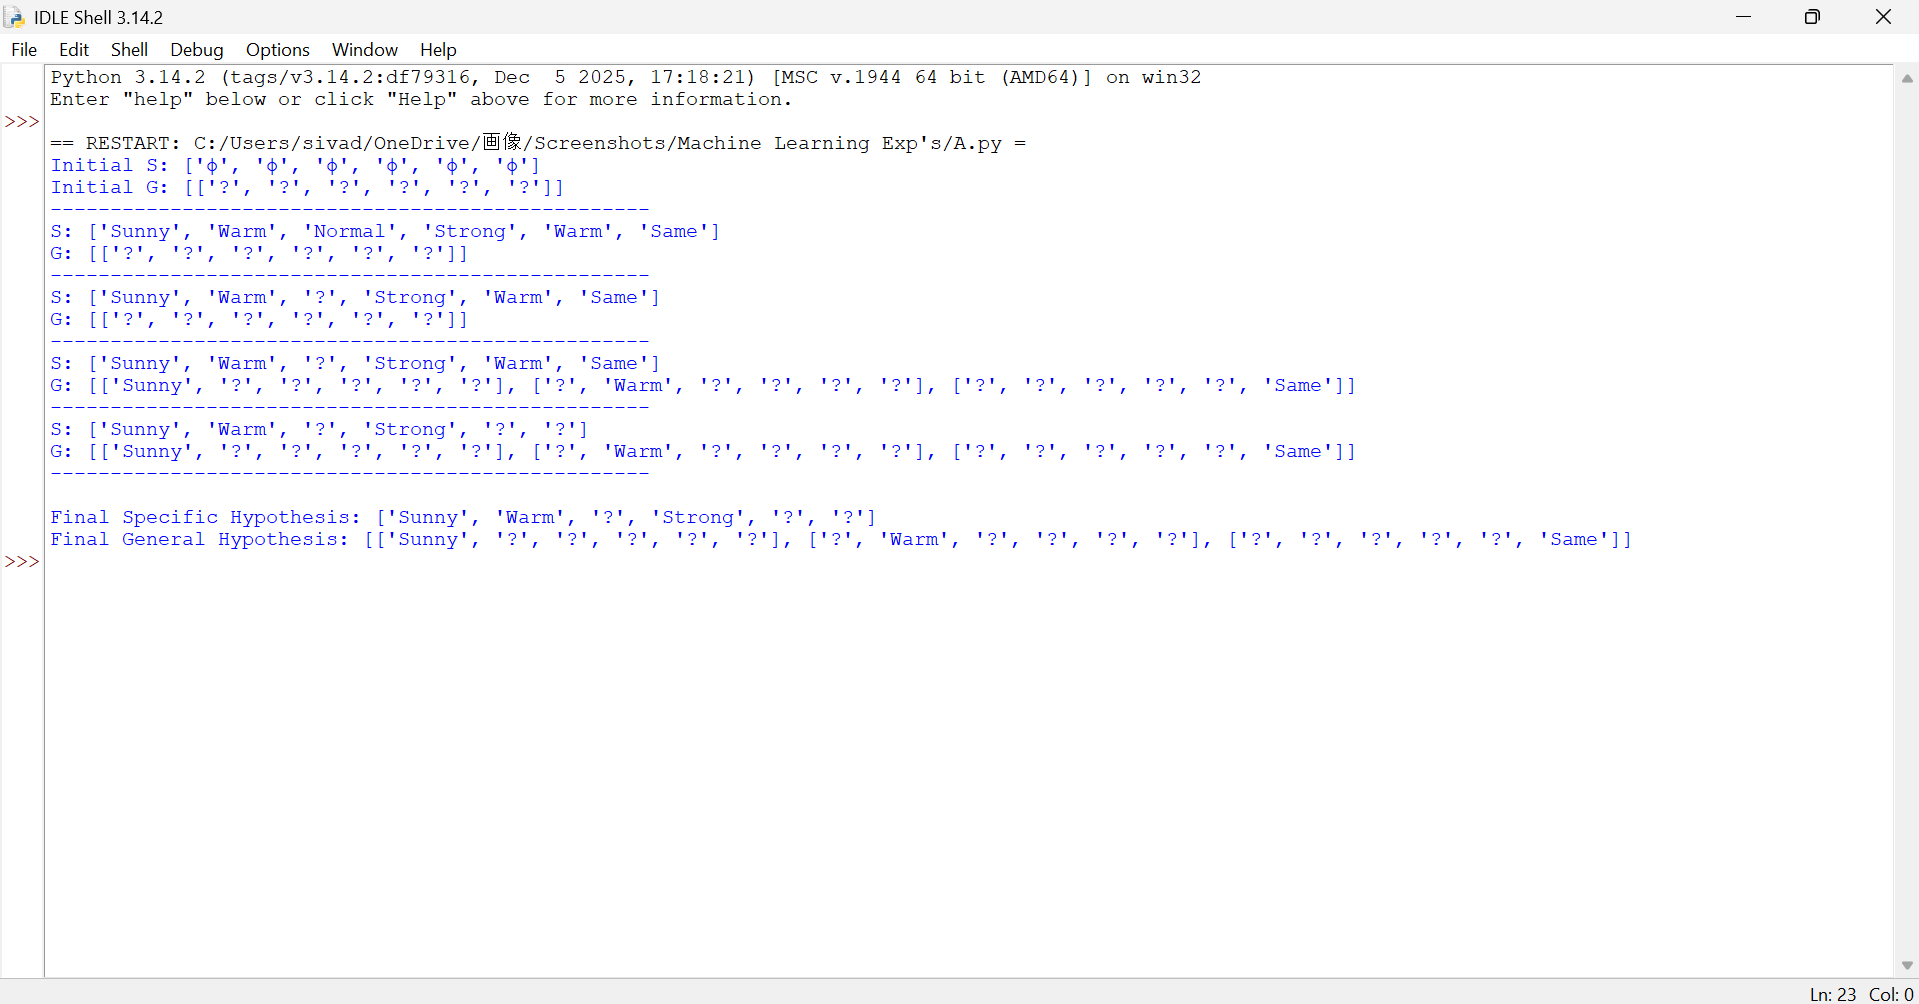 IDLE Shell 3.14.2
File Edit Shell Debug Options Window Help
Python 3.14.2 (tags/v3.14.2:df79316, Dec  5 2025, 17:18:21) [MSC v.1944 64 bit (AMD64)] on win32
Enter "help" below or click "Help" above for more information.
>>>
== RESTART: C:/Users/sivad/OneDrive/画像/Screenshots/Machine Learning Exp's/A.py =
Initial S: ['ϕ', 'ϕ', 'ϕ', 'ϕ', 'ϕ', 'ϕ']
Initial G: [['?', '?', '?', '?', '?', '?']]
--------------------------------------------------
S: ['Sunny', 'Warm', 'Normal', 'Strong', 'Warm', 'Same']
G: [['?', '?', '?', '?', '?', '?']]
--------------------------------------------------
S: ['Sunny', 'Warm', '?', 'Strong', 'Warm', 'Same']
G: [['?', '?', '?', '?', '?', '?']]
--------------------------------------------------
S: ['Sunny', 'Warm', '?', 'Strong', 'Warm', 'Same']
G: [['Sunny', '?', '?', '?', '?', '?'], ['?', 'Warm', '?', '?', '?', '?'], ['?', '?', '?', '?', '?', 'Same']]
--------------------------------------------------
S: ['Sunny', 'Warm', '?', 'Strong', '?', '?']
G: [['Sunny', '?', '?', '?', '?', '?'], ['?', 'Warm', '?', '?', '?', '?'], ['?', '?', '?', '?', '?', 'Same']]
--------------------------------------------------
Final Specific Hypothesis: ['Sunny', 'Warm', '?', 'Strong', '?', '?']
Final General Hypothesis: [['Sunny', '?', '?', '?', '?', '?'], ['?', 'Warm', '?', '?', '?', '?'], ['?', '?', '?', '?', '?', 'Same']]
>>>
Ln: 23 Col: 0